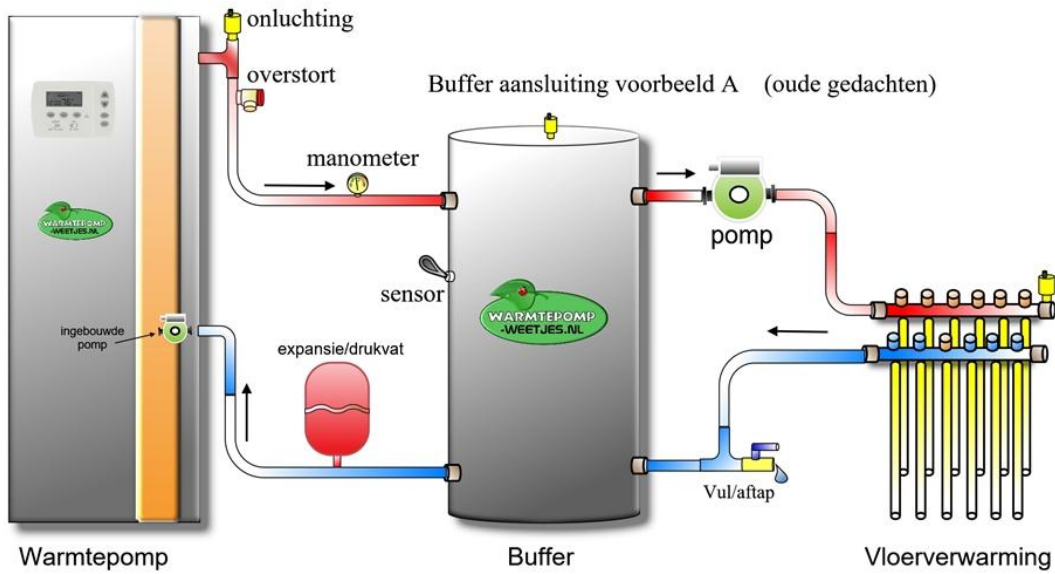 onluchting
overstort
Buffer aansluiting voorbeeld A (oude gedachten)
manometer
WARMTEPOMP
-WEETJES.NL
pomp
sensor
WARMTEPOMP
-WEETJES.NL
ingebouwde
pomp
expansie/drukvat
Vul/aftap
Warmtepomp
Buffer
Vloerverwarming